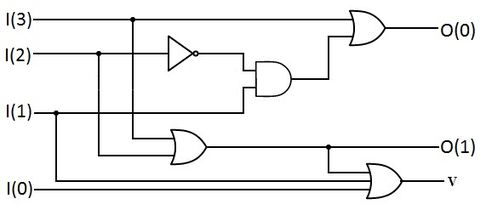 I(3)
O(0)
I(2)
I(1)
O(1)
I(0)
V